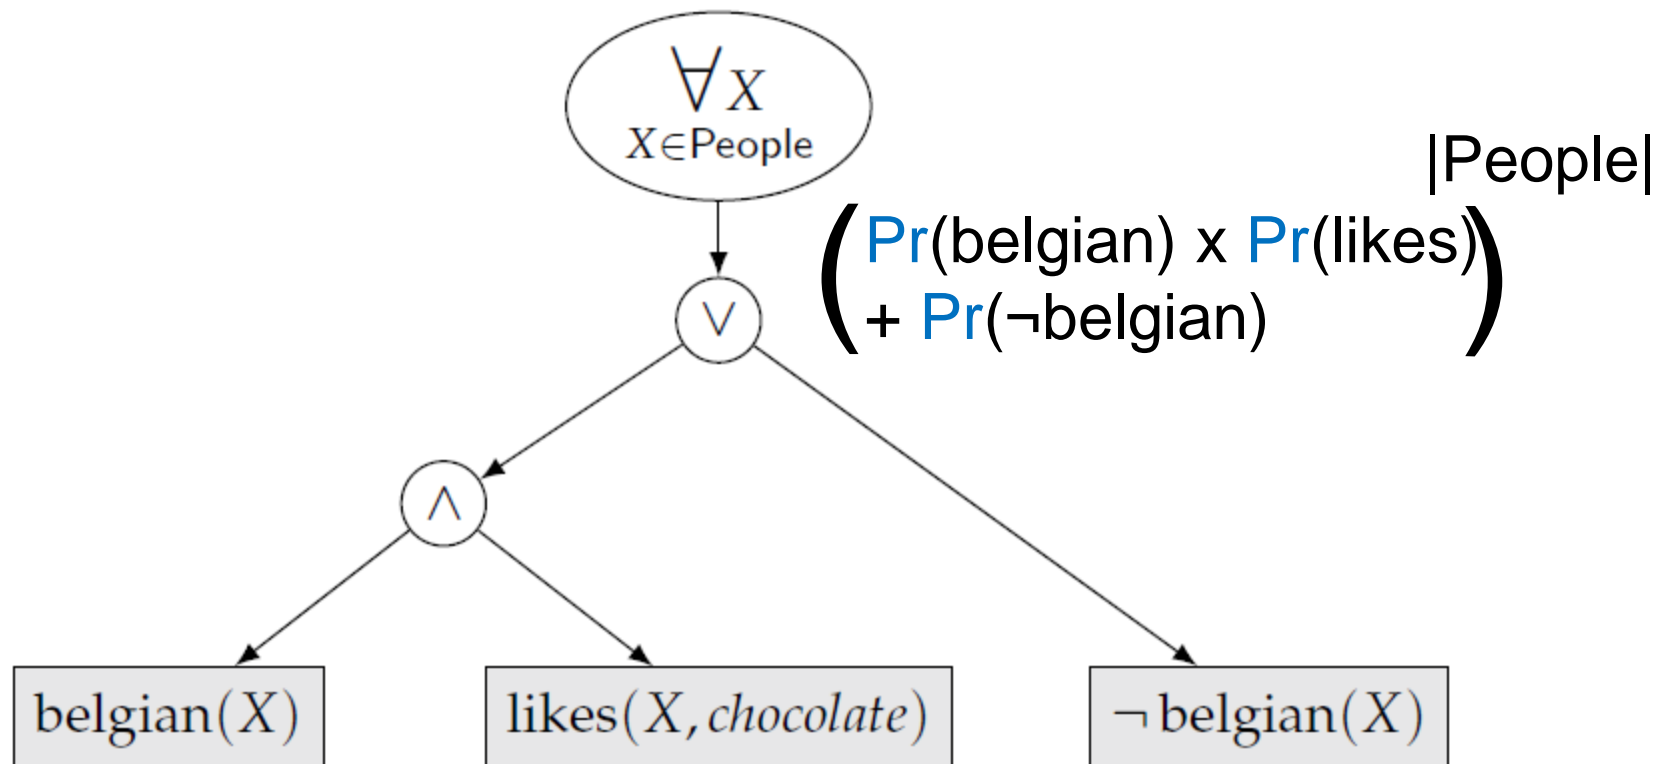 ∀X
X∈People
|People|
(Pr(belgian) x Pr(likes)
+ Pr(¬belgian))
∨
∧
belgian(X)
likes(X, chocolate)
¬ belgian(X)